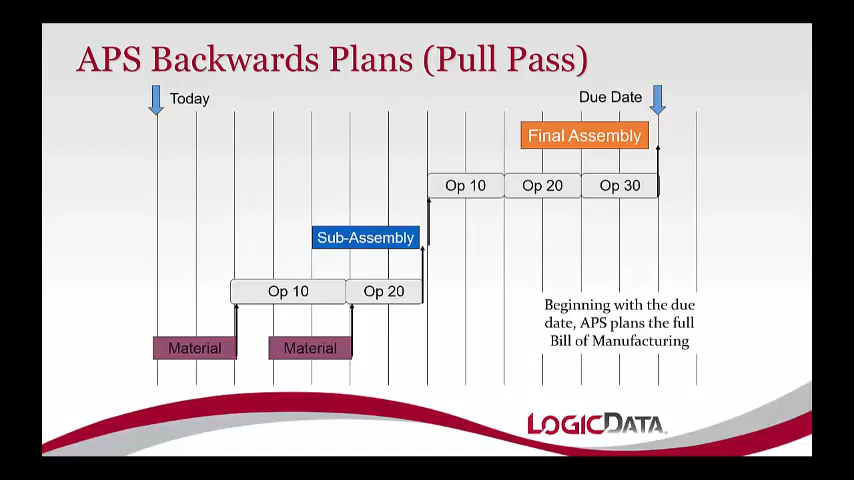 APS Backwards Plans (Pull Pass)
Today
Due Date
Final Assembly
Op 10
Op 20
Op 30
Sub-Assembly
Op 10
Op 20
Beginning with the due
date, APS plans the full
Bill of Manufacturing
Material
Material
LOGICDATA